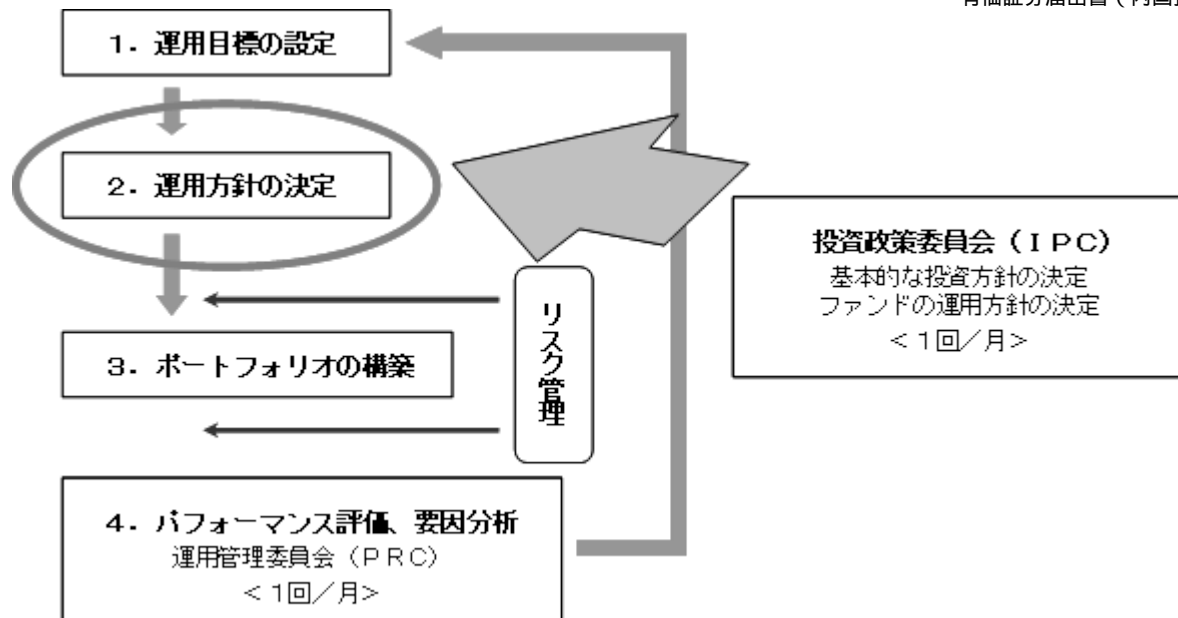 1. 運用目標の設定
2. 運用方針の決定
投資政策委員会（ＩＰＣ）
基本的な投資方針の決定
ファンドの運用方針の決定
＜１回／月＞
リスク管理
3. ポートフォリオの構築
4. パフォーマンス評価、要因分析
運用管理委員会（ＰＲＣ）
＜１回／月＞